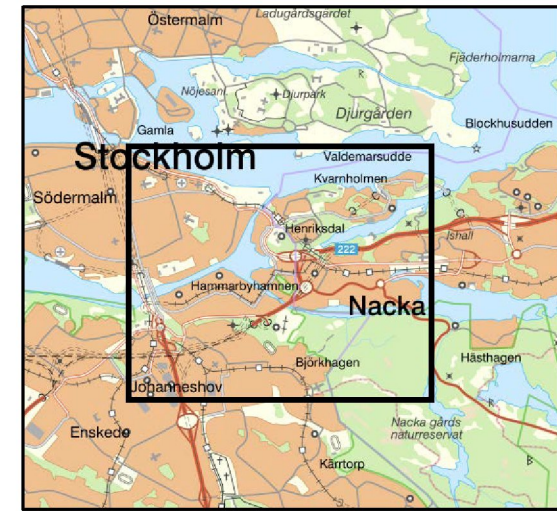 Östermalm
Ladugårdsgärdet
Fjäderholmarna
Nöjesanl
Djurpark
Djurgården
Gamla
Blockhusudden
Stockholm
Valdemarsudde
Kvarnholmen
Södermalm
Henriksdal
Ishall
222
Hammarbyhamnen
Nacka
Björkhagen
Hästhagen
Johanneshov
Nacka gårds
naturreservat
Enskede
Kärrtorp